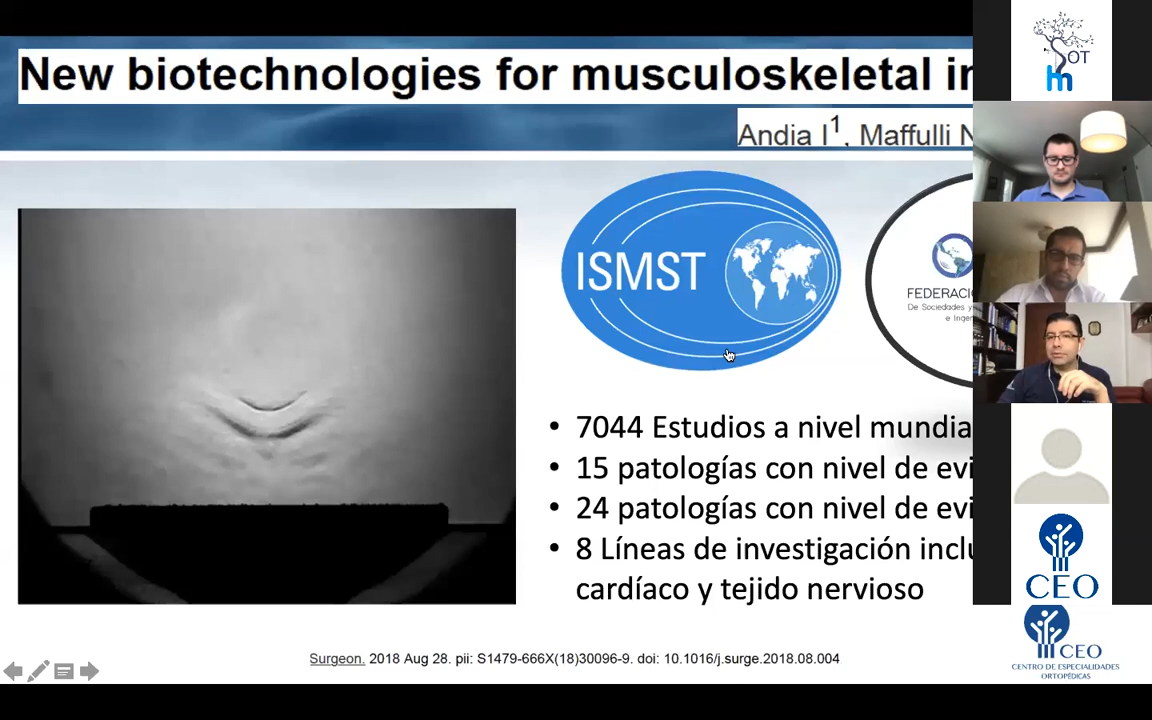 New biotechnologies for musculoskeletal in
Andia I1, Maffulli N
ISMST
FEDERACI
De Sociedades y
e Inge
• 7044 Estudios a nivel mundia
• 15 patologías con nivel de evi
• 24 patologías con nivel de evi
• 8 Líneas de investigación inclu
cardíaco y tejido nervioso
Surgeon. 2018 Aug 28. pii: S1479-666X(18)30096-9. doi: 10.1016/j.surge.2018.08.004
SOT
hm
CEO
CEO
CENTRO DE ESPECIALIDADES
ORTOPÉDICAS